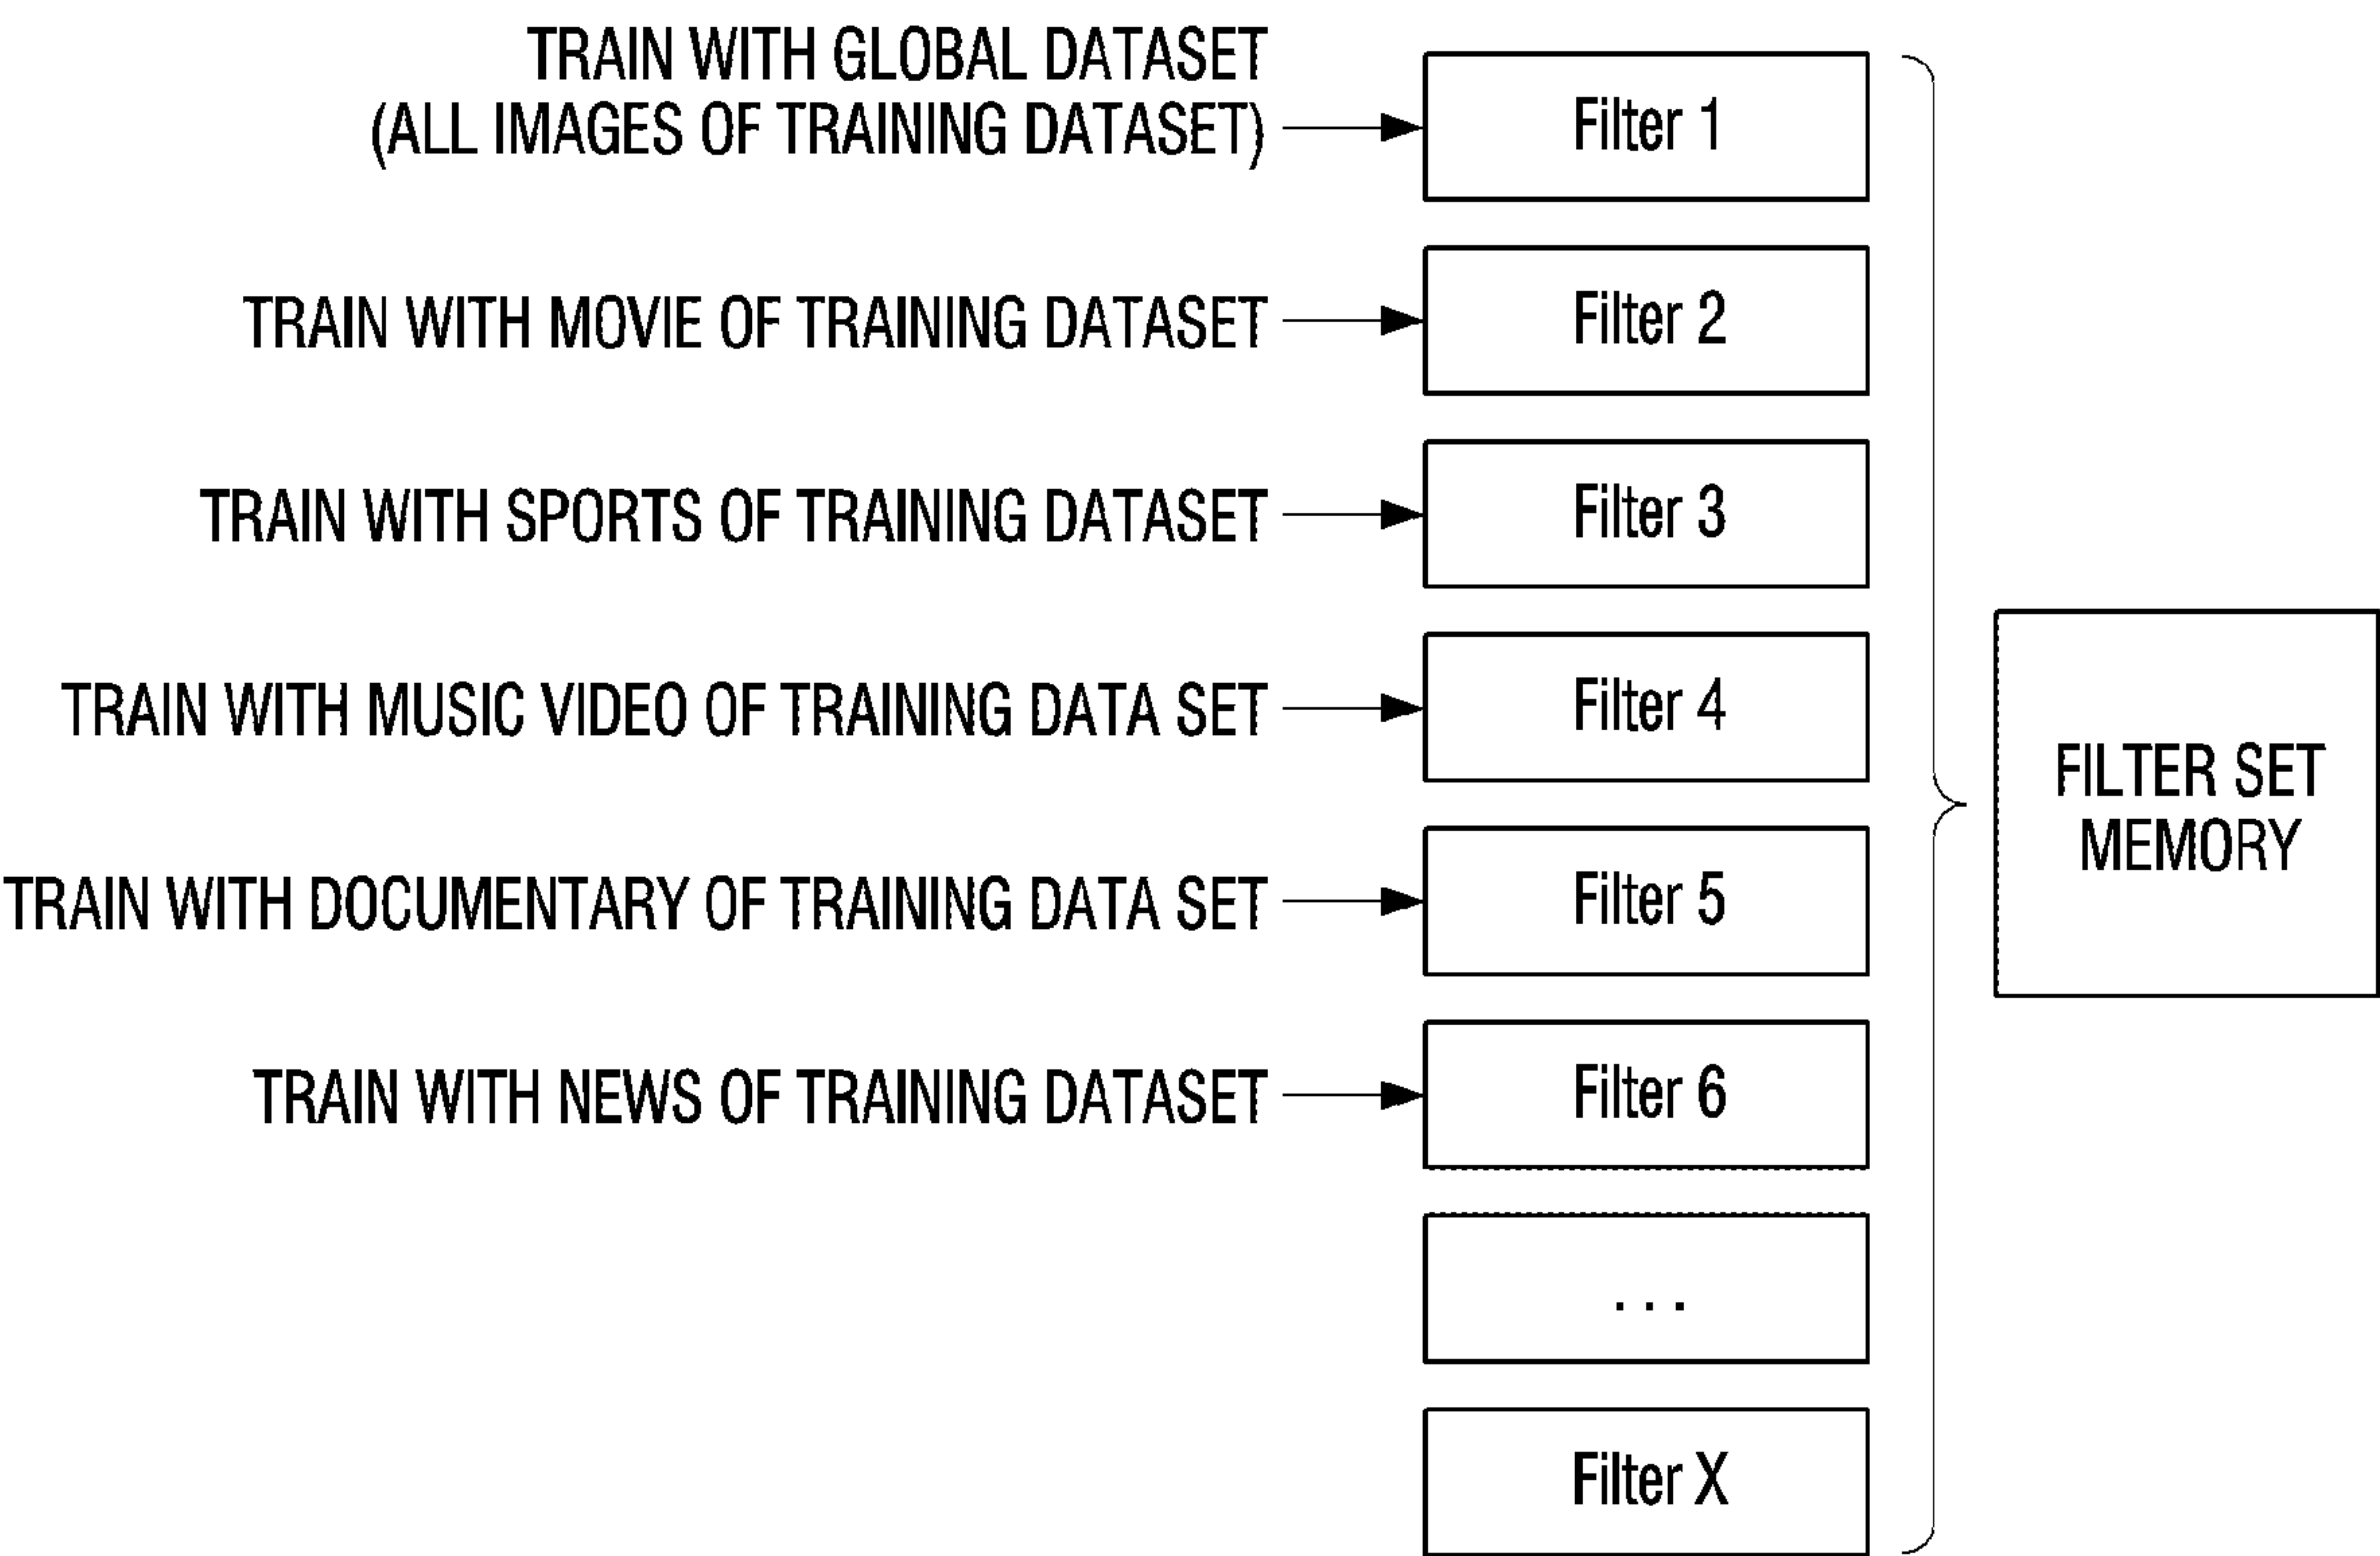 TRAIN WITH GLOBAL DATASET
(ALL IMAGES OF TRAINING DATASET)
Filter 1
TRAIN WITH MOVIE OF TRAINING DATASET
Filter 2
TRAIN WITH SPORTS OF TRAINING DATASET
Filter 3
TRAIN WITH MUSIC VIDEO OF TRAINING DATA SET
Filter 4
TRAIN WITH DOCUMENTARY OF TRAINING DATA SET
Filter 5
TRAIN WITH NEWS OF TRAINING DATASET
Filter 6
. . .
Filter X
FILTER SET
MEMORY